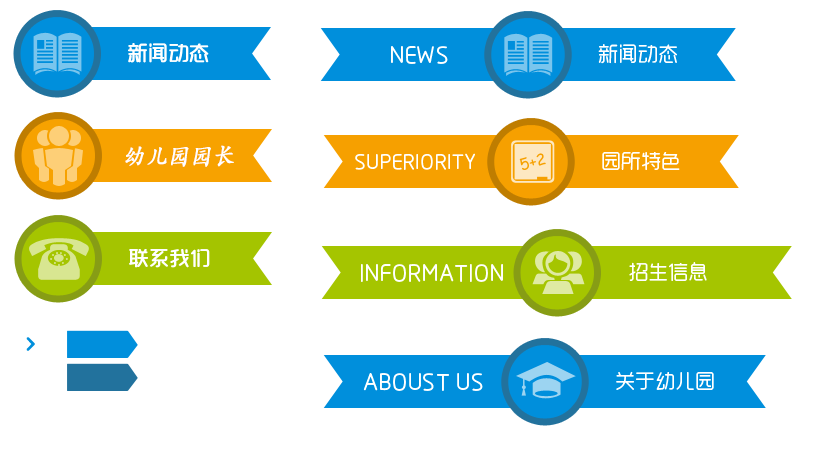 新闻动态
幼儿园园长
联系我们
NEWS 新闻动态
SUPERIORITY 5+2 园所特色
INFORMATION 招生信息
ABOUST US 关于幼儿园